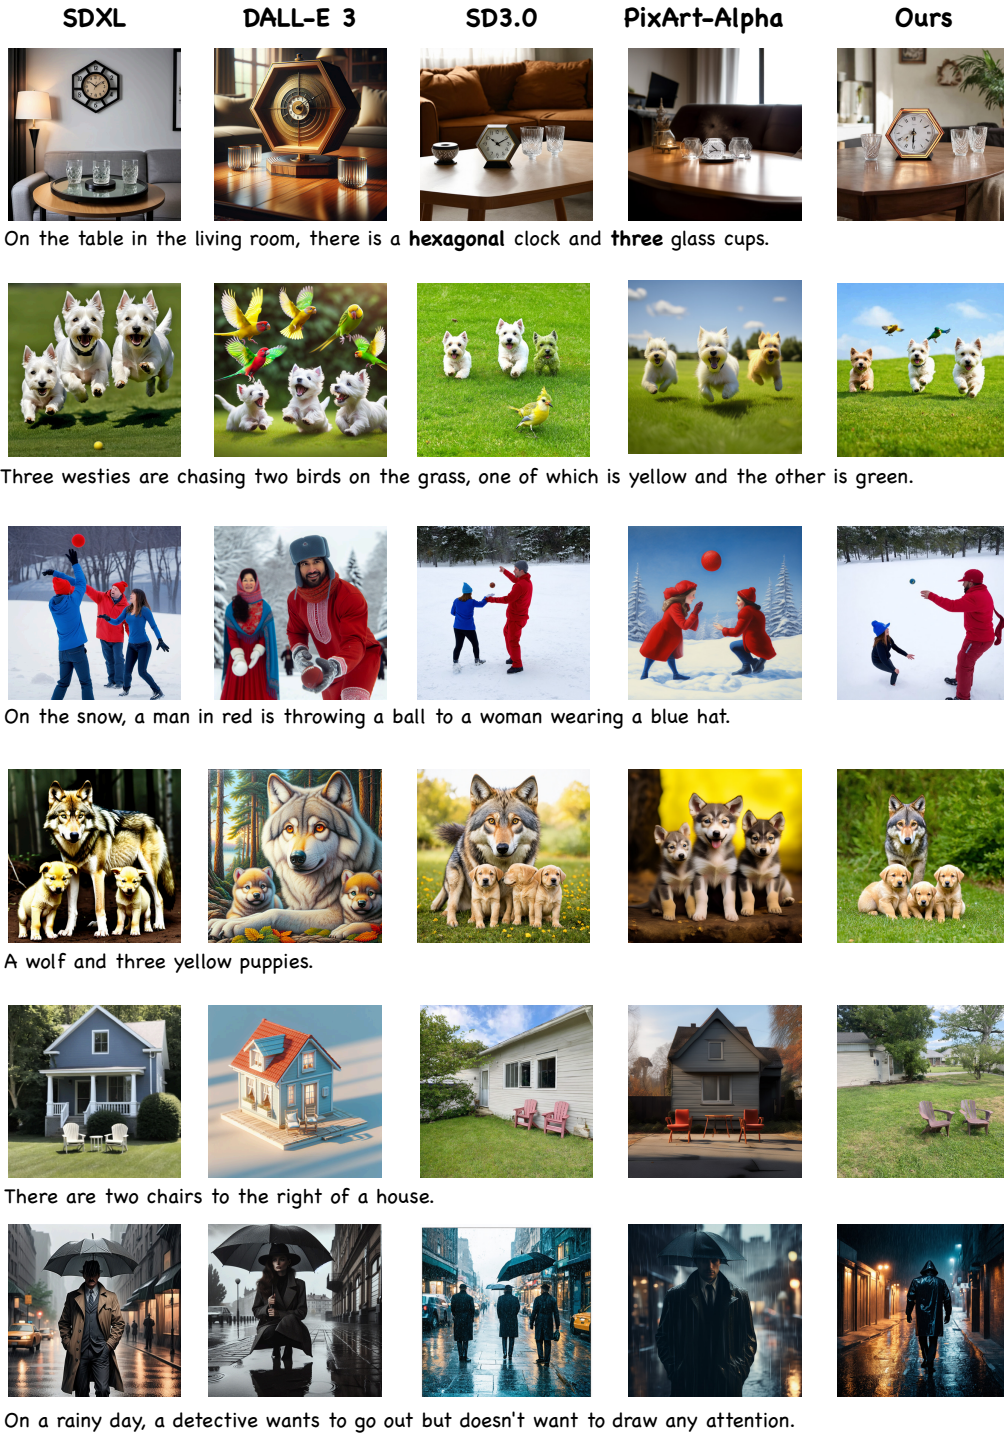 SDXL DALL-E 3 SD3.0 PixArt-Alpha Ours
On the table in the living room, there is a hexagonal clock and three glass cups.
Three westies are chasing two birds on the grass, one of which is yellow and the other is green.
On the snow, a man in red is throwing a ball to a woman wearing a blue hat.
A wolf and three yellow puppies.
There are two chairs to the right of a house.
On a rainy day, a detective wants to go out but doesn't want to draw any attention.